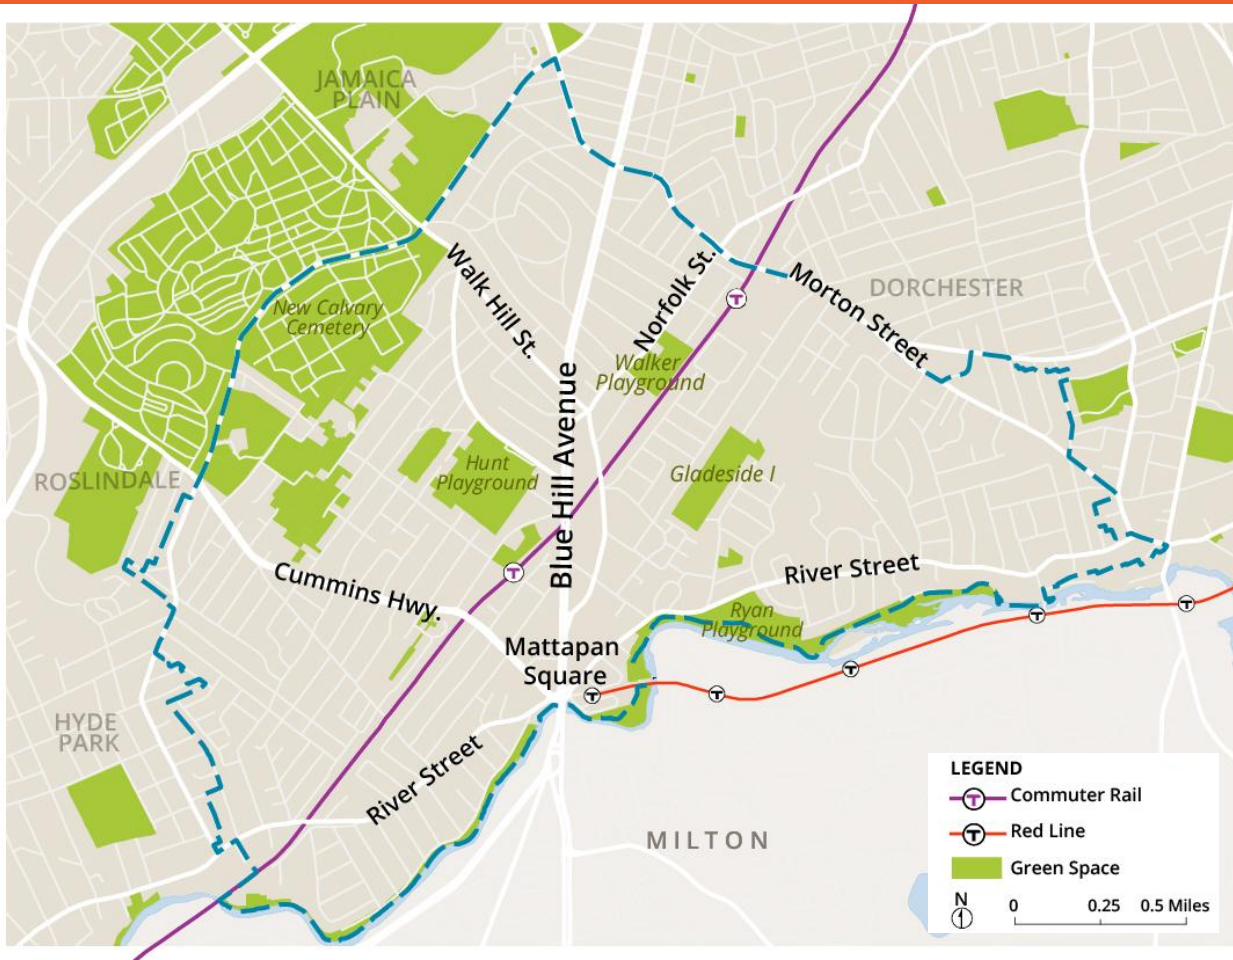 JAMAICA
PLAIN
Walk Hill St.
Norfolk St.
T
Morton Street
DORCHESTER
New Calvary
Cemetery
Walker
Playground
Blue Hill Avenue
ROSLINDALE
Hunt
Playground
Gladeside I
T
Cummins Hwy.
River Street
Ryan
Playground
T
T
Mattapan
Square
T
T
T
HYDE
PARK
River Street
MILTON
LEGEND
T Commuter Rail
T Red Line
Green Space
N
0 0.25 0.5 Miles